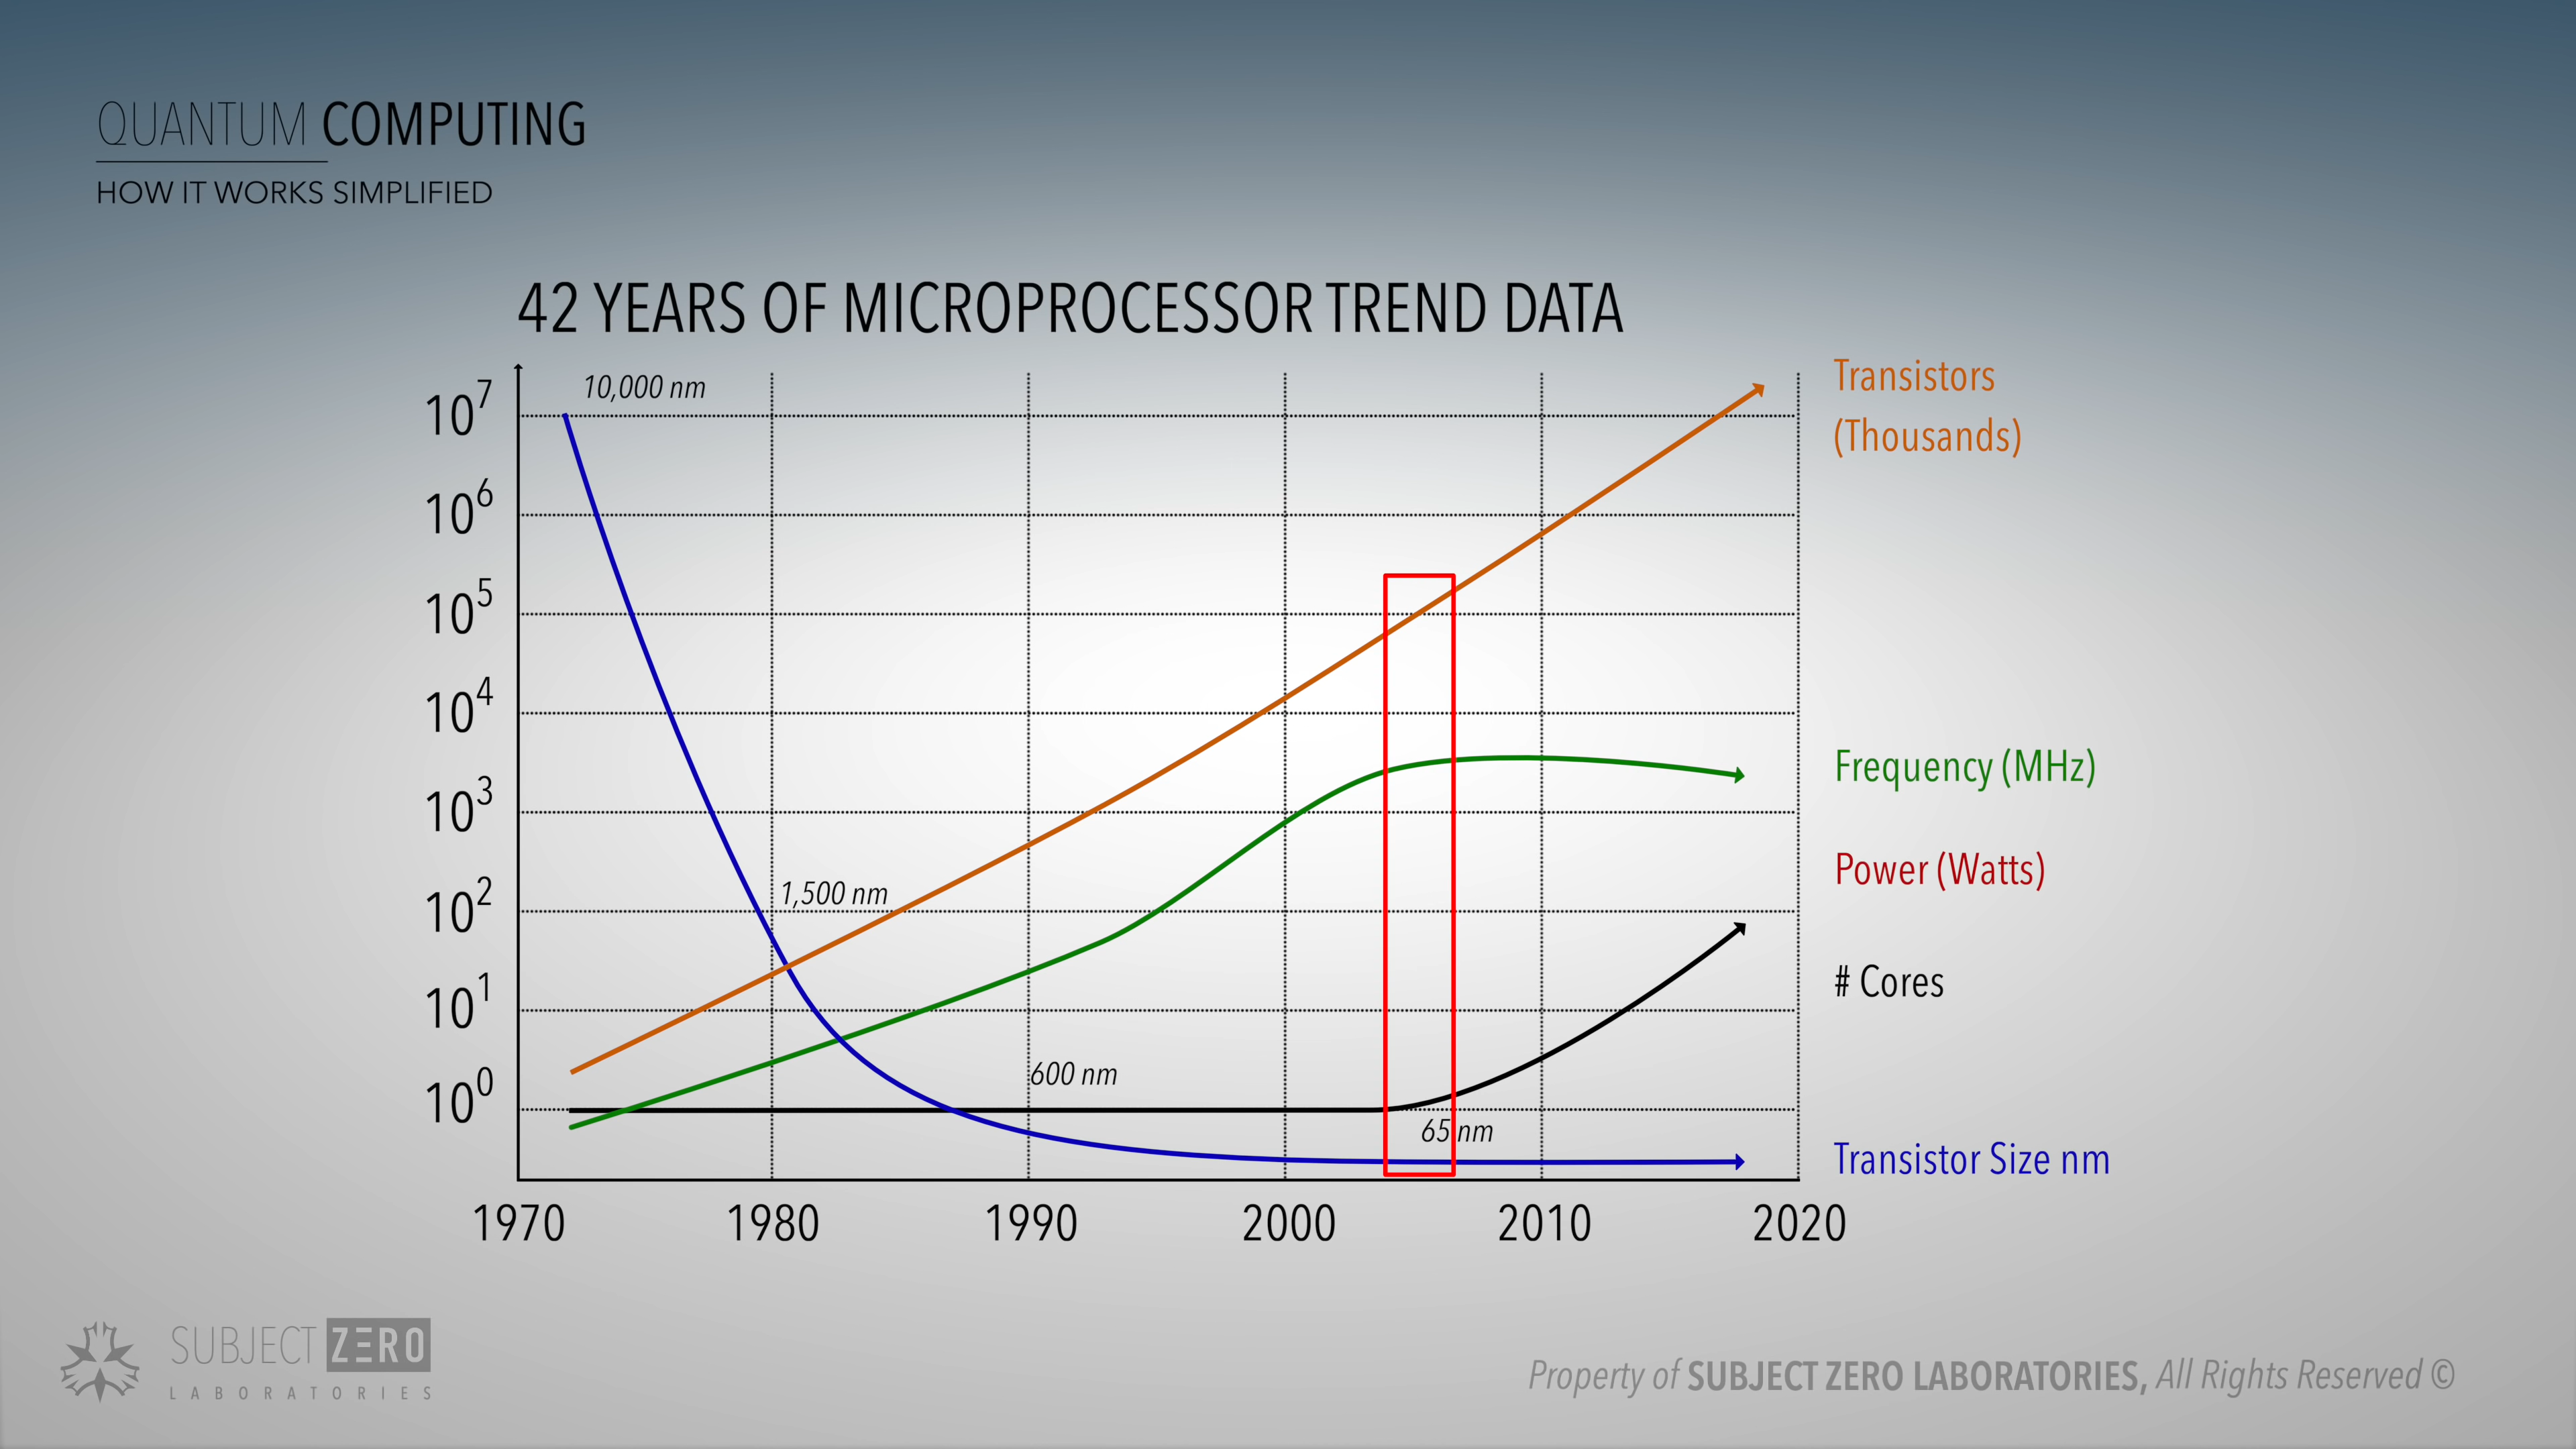 QUANTUM COMPUTING
HOW IT WORKS SIMPLIFIED
42 YEARS OF MICROPROCESSOR TREND DATA
10,000 nm
Transistors
(Thousands)
10⁷
10⁶
10⁵
10⁴
10³
10²
10¹
10⁰
1,500 nm
600 nm
65 nm
Frequency (MHz)
Power (Watts)
# Cores
Transistor Size nm
1970 1980 1990 2000 2010 2020
SUBJECT ZERO
LABORATORIES
Property of SUBJECT ZERO LABORATORIES, All Rights Reserved ©